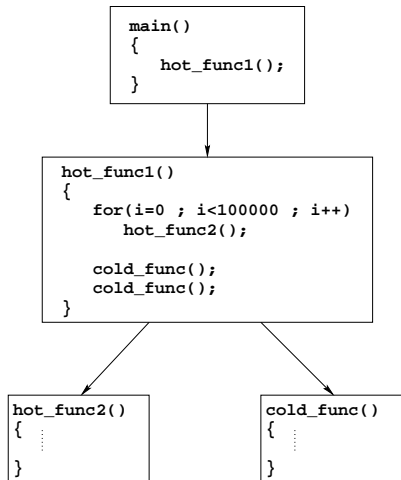 main()
{
hot_func1();
}
hot_func1()
{
for(i=0 ; i<100000 ; i++)
hot_func2();
cold_func();
cold_func();
}
hot_func2()
{
}
cold_func()
{
}